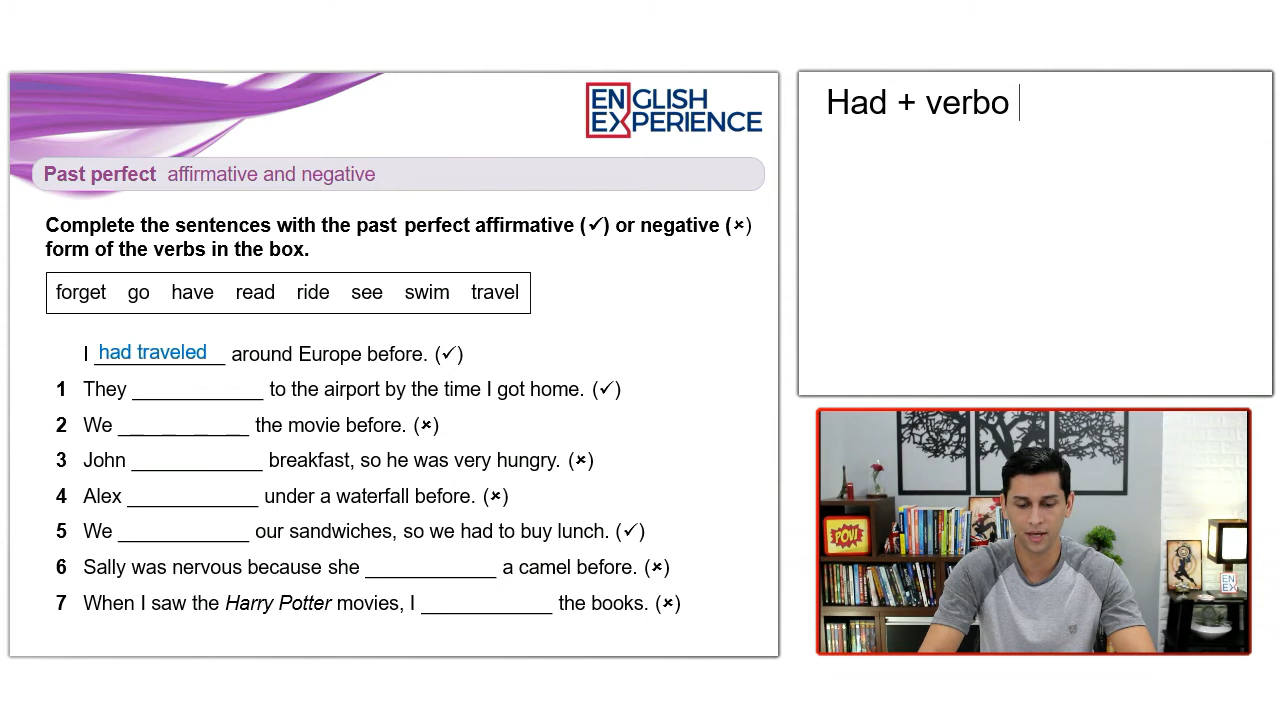 ENGLISH
EXPERIENCE
Past perfect affirmative and negative
Complete the sentences with the past perfect affirmative (✓) or negative (×)
form of the verbs in the box.
forget go have read ride see swim travel
I had traveled around Europe before. (✓)
1 They ____________ to the airport by the time I got home. (✓)
2 We ____________ the movie before. (×)
3 John ____________ breakfast, so he was very hungry. (×)
4 Alex ____________ under a waterfall before. (×)
5 We ____________ our sandwiches, so we had to buy lunch. (✓)
6 Sally was nervous because she ____________ a camel before. (×)
7 When I saw the Harry Potter movies, I ____________ the books. (×)
Had + verbo
POW!
EN
EX